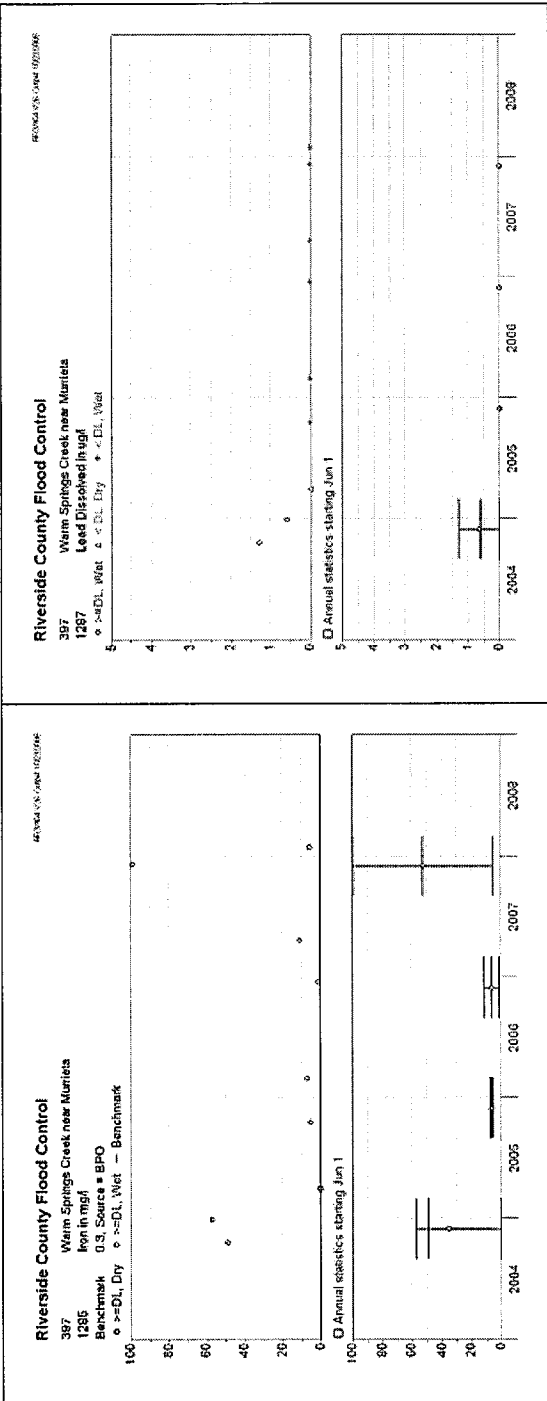 Riverside County Flood Control
397 Warm Springs Creek near Murrieta
1285 Iron in mg/l
Benchmark 0.3, Source = BPO
o >=DL, Dry o >=DL, Wet — Benchmark
100
80
60
40
20
0
Annual statistics starting Jun 1
100
80
60
40
20
0
2004 2005 2006 2007 2008
Riverside County Flood Control
397 Warm Springs Creek near Murrieta
1287 Lead Dissolved in ug/l
o >=DL, Wet o < DL, Dry + < DL, Wet
5
4
3
2
1
0
Annual statistics starting Jun 1
5
4
3
2
1
0
2004 2005 2006 2007 2008